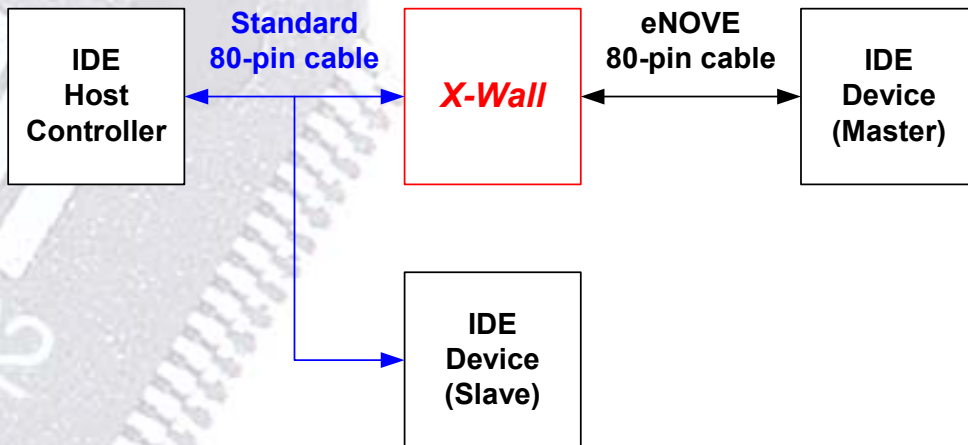 IDE
Host
Controller
Standard
80-pin cable
X-Wall
eNOVE
80-pin cable
IDE
Device
(Master)
IDE
Device
(Slave)